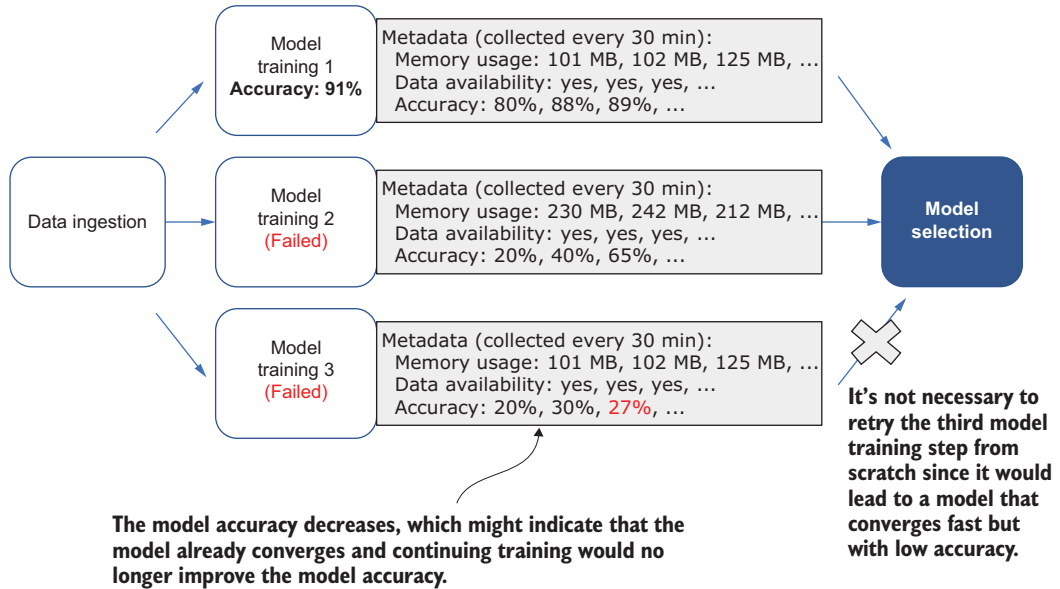 Data ingestion
Model
training 1
Accuracy: 91%
Metadata (collected every 30 min):
Memory usage: 101 MB, 102 MB, 125 MB, ...
Data availability: yes, yes, yes, ...
Accuracy: 80%, 88%, 89%, ...
Model
training 2
(Failed)
Metadata (collected every 30 min):
Memory usage: 230 MB, 242 MB, 212 MB, ...
Data availability: yes, yes, yes, ...
Accuracy: 20%, 40%, 65%, ...
Model
training 3
(Failed)
Metadata (collected every 30 min):
Memory usage: 101 MB, 102 MB, 125 MB, ...
Data availability: yes, yes, yes, ...
Accuracy: 20%, 30%, 27%, ...
Model
selection
It's not necessary to
retry the third model
training step from
scratch since it would
lead to a model that
converges fast but
with low accuracy.
The model accuracy decreases, which might indicate that the
model already converges and continuing training would no
longer improve the model accuracy.